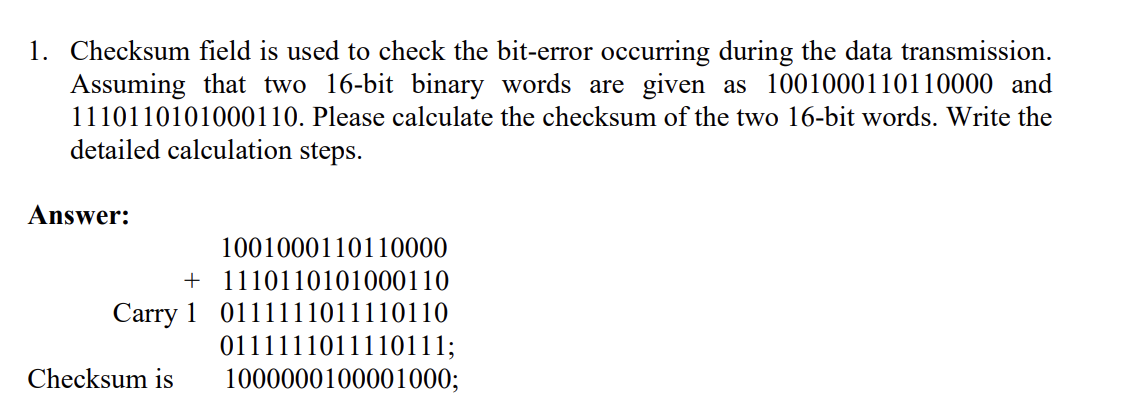 1. Checksum field is used to check the bit-error occurring during the data transmission.
Assuming that two 16-bit binary words are given as 1001000110110000 and
1110110101000110. Please calculate the checksum of the two 16-bit words. Write the
detailed calculation steps.
Answer:
1001000110110000
+ 1110110101000110
Carry 1 0111111011110110
0111111011110111;
Checksum is 1000000100001000;